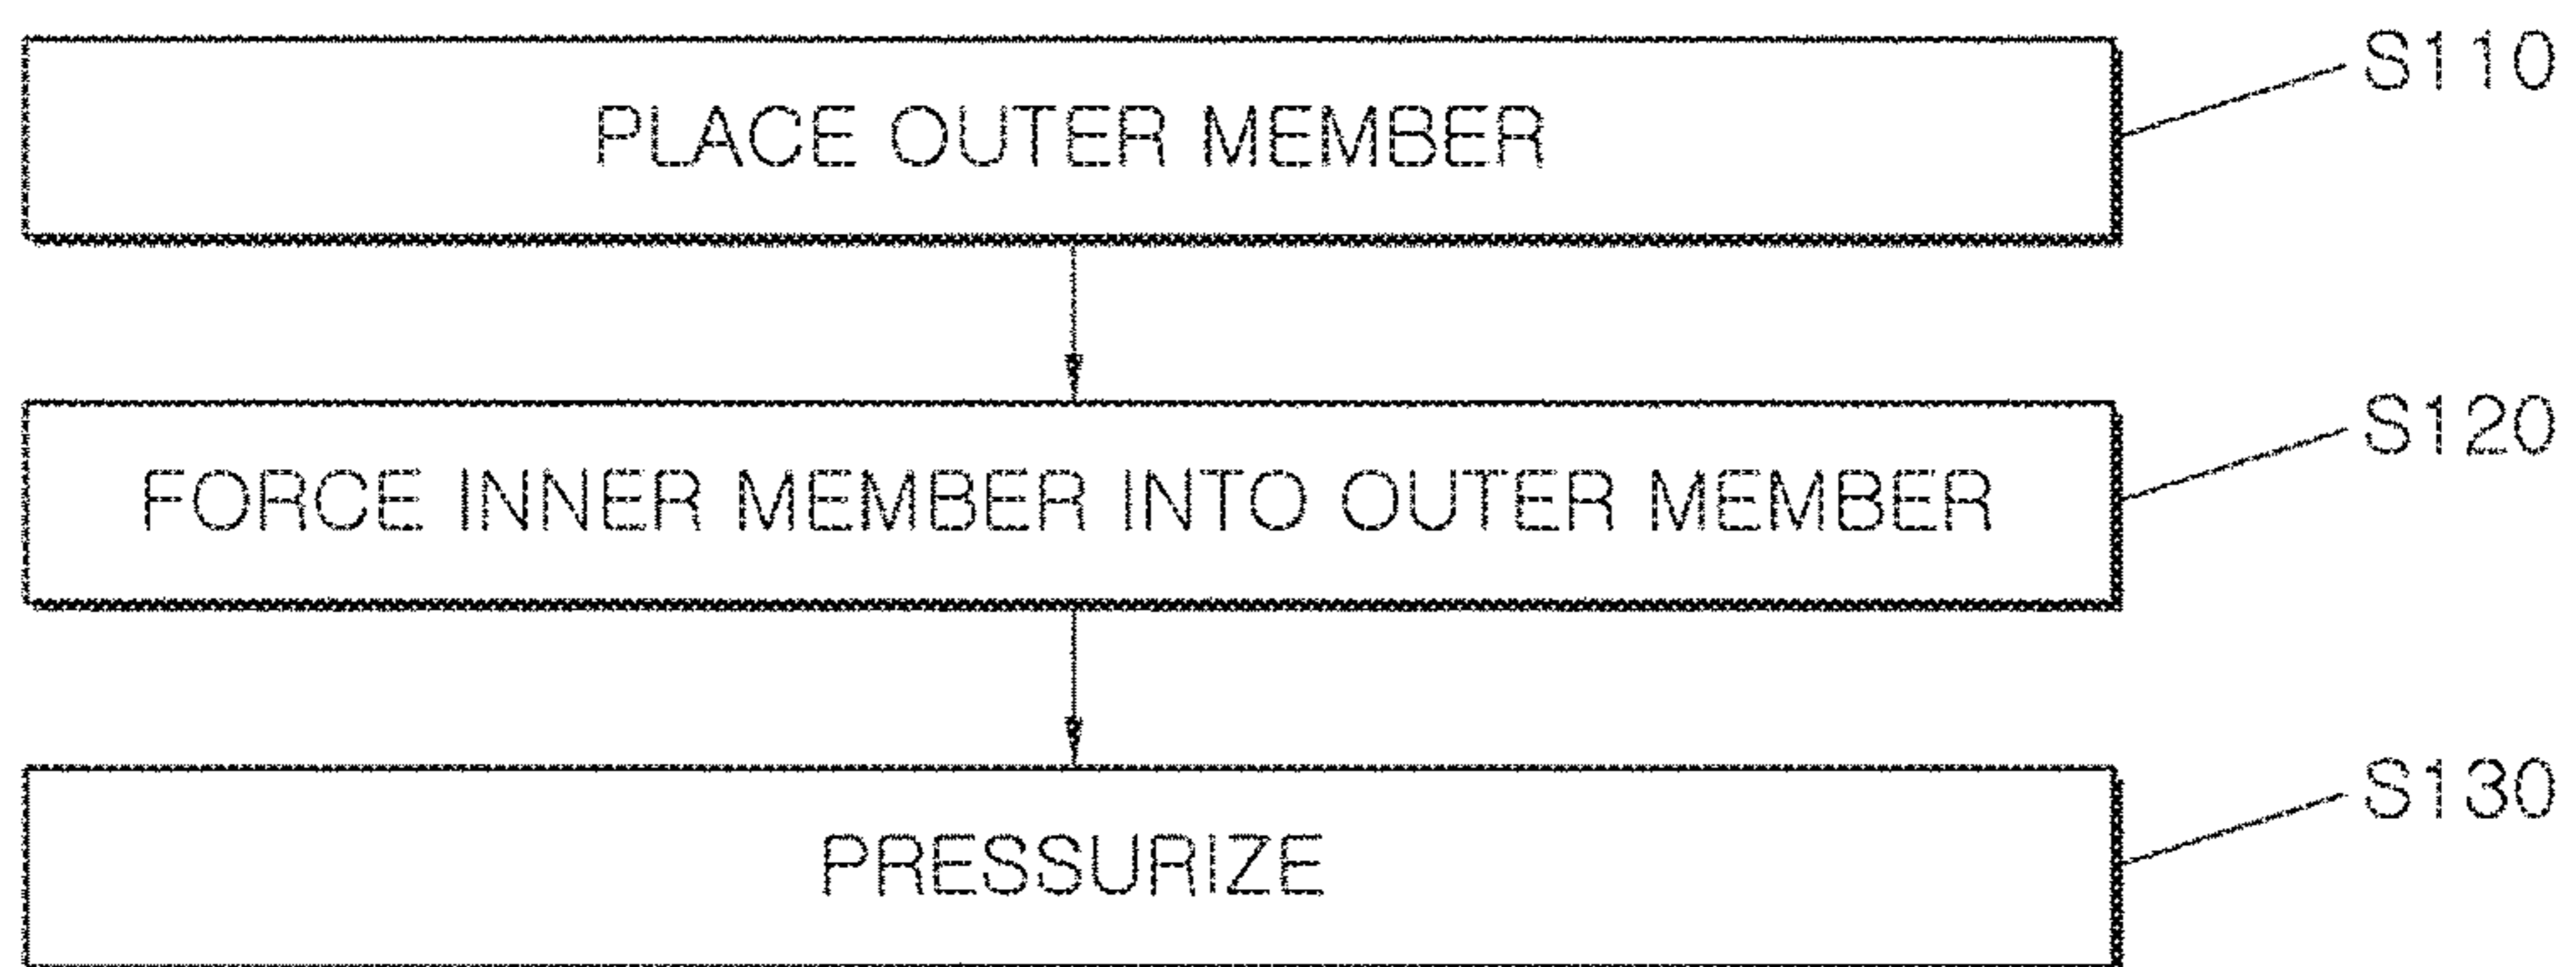 PLACE OUTER MEMBER
S110
FORCE INNER MEMBER INTO OUTER MEMBER
S120
PRESSURIZE
S130